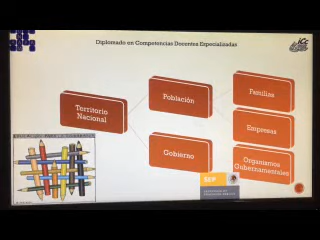 Diplomado en Competencias Docentes Especializadas
Territorio
Nacional
Población
Gobierno
Familias
Empresas
Organismos
Gubernamentales
SEP